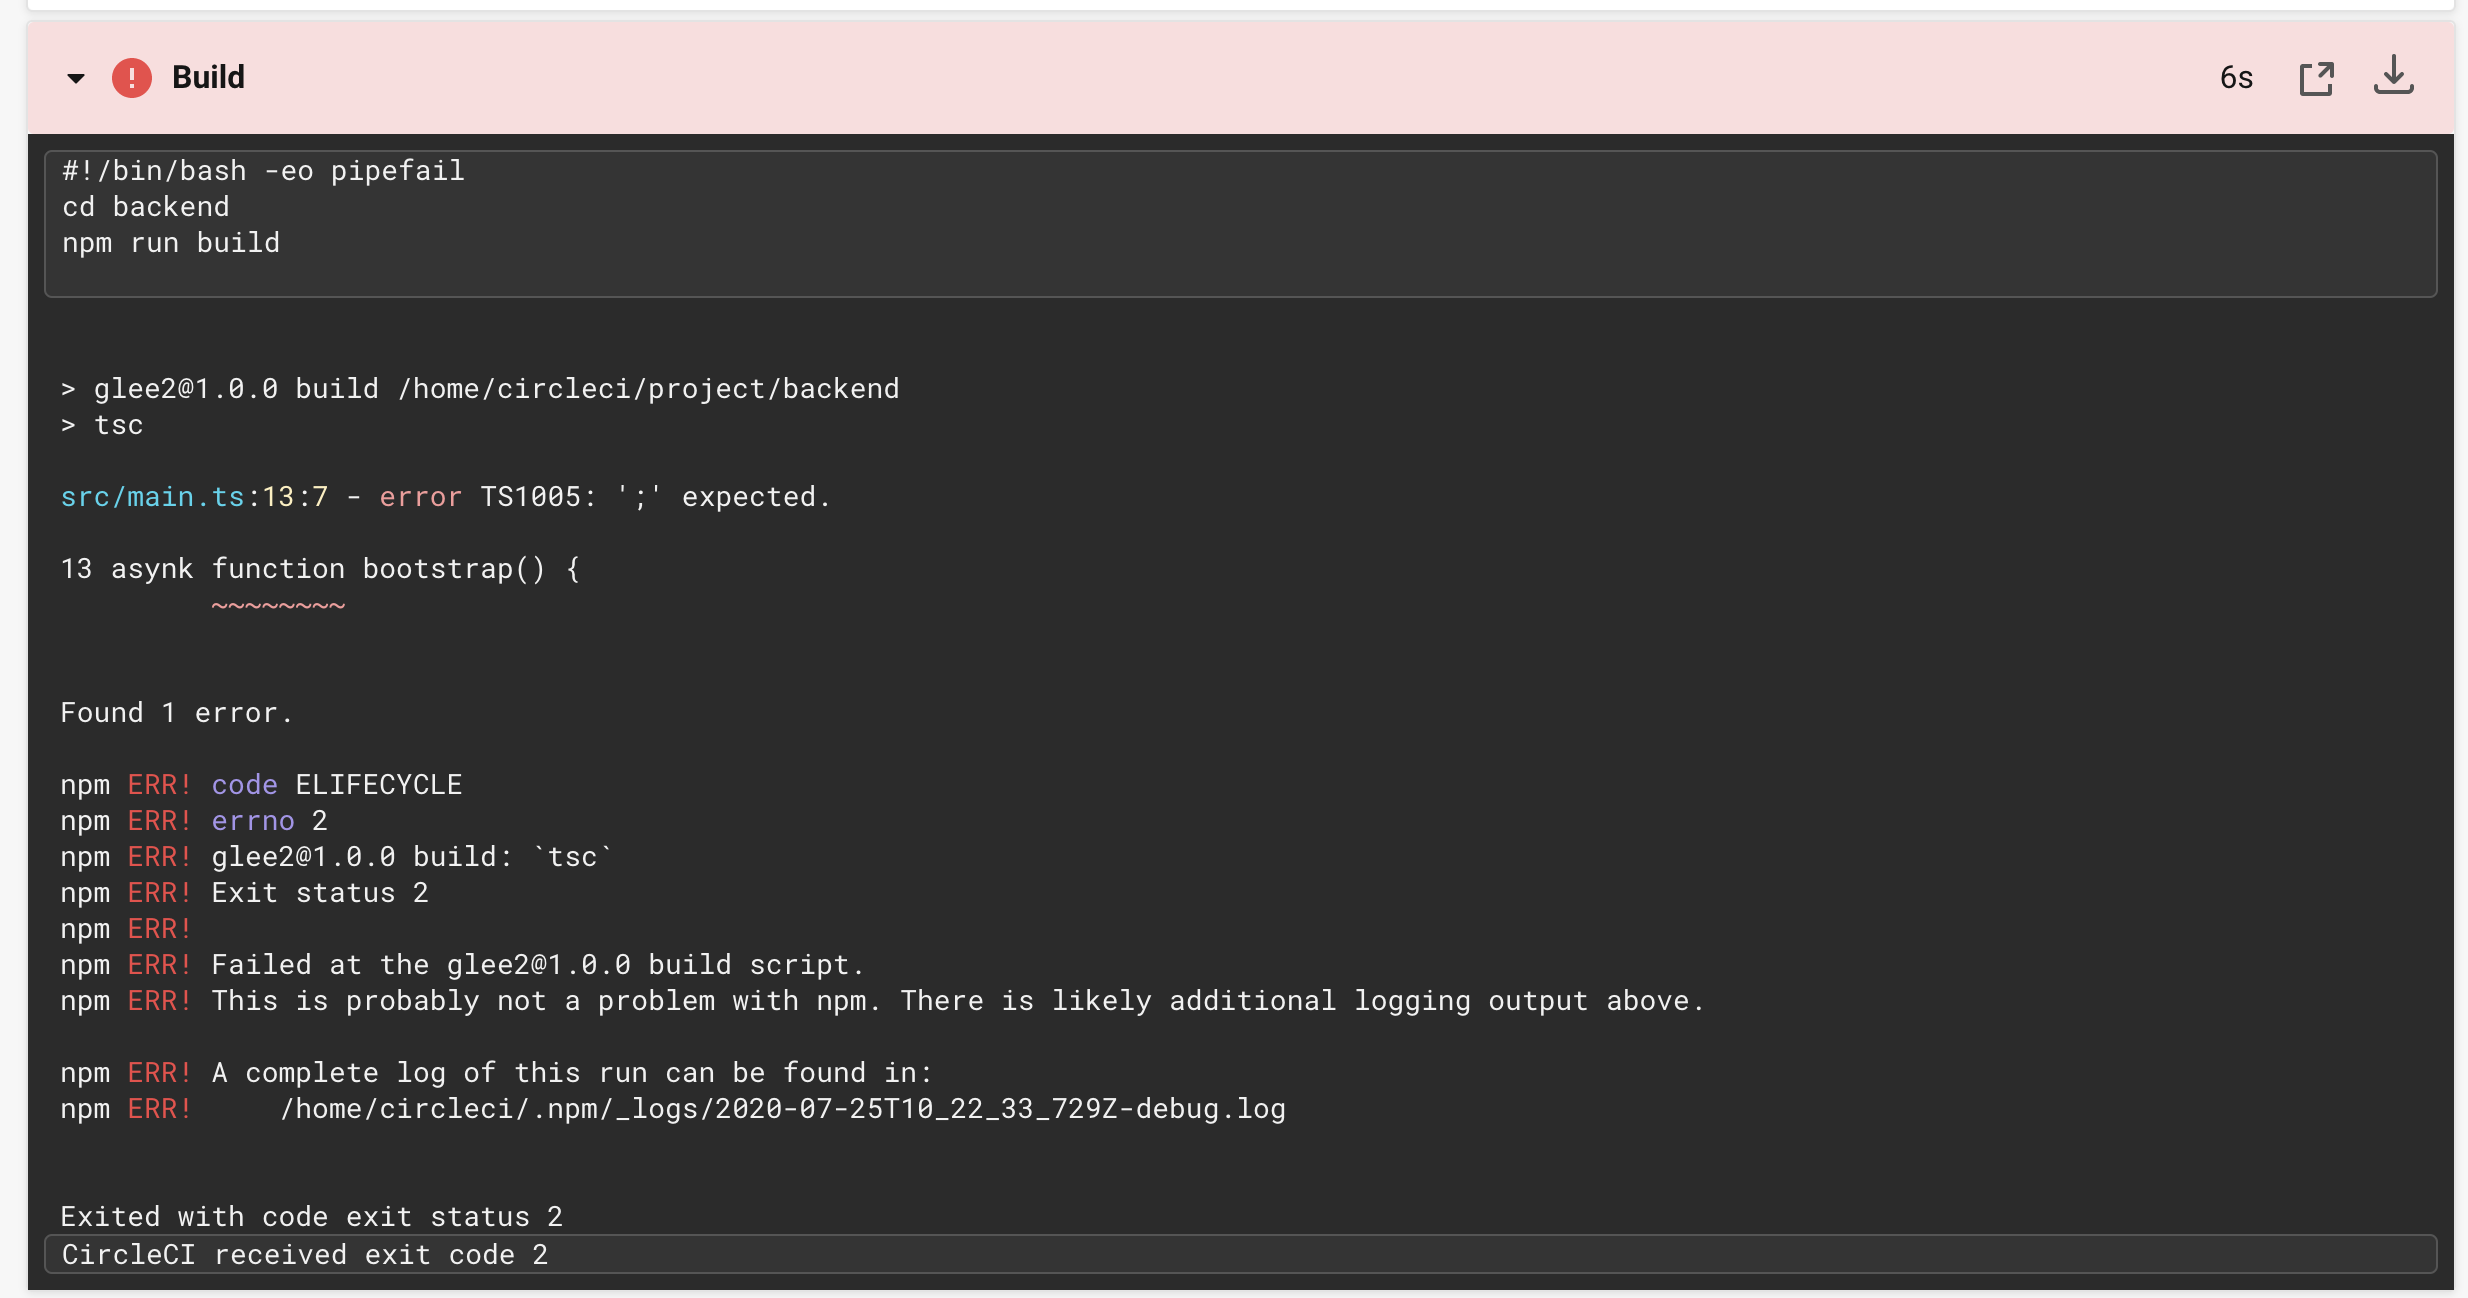 Build
6s
#!/bin/bash -eo pipefail
cd backend
npm run build
> glee2@1.0.0 build /home/circleci/project/backend
> tsc
src/main.ts:13:7 - error TS1005: ';' expected.
13 asynk function bootstrap() {
~~~~~~~~
Found 1 error.
npm ERR! code ELIFECYCLE
npm ERR! errno 2
npm ERR! glee2@1.0.0 build: `tsc`
npm ERR! Exit status 2
npm ERR!
npm ERR! Failed at the glee2@1.0.0 build script.
npm ERR! This is probably not a problem with npm. There is likely additional logging output above.
npm ERR! A complete log of this run can be found in:
npm ERR!     /home/circleci/.npm/_logs/2020-07-25T10_22_33_729Z-debug.log
Exited with code exit status 2
CircleCI received exit code 2